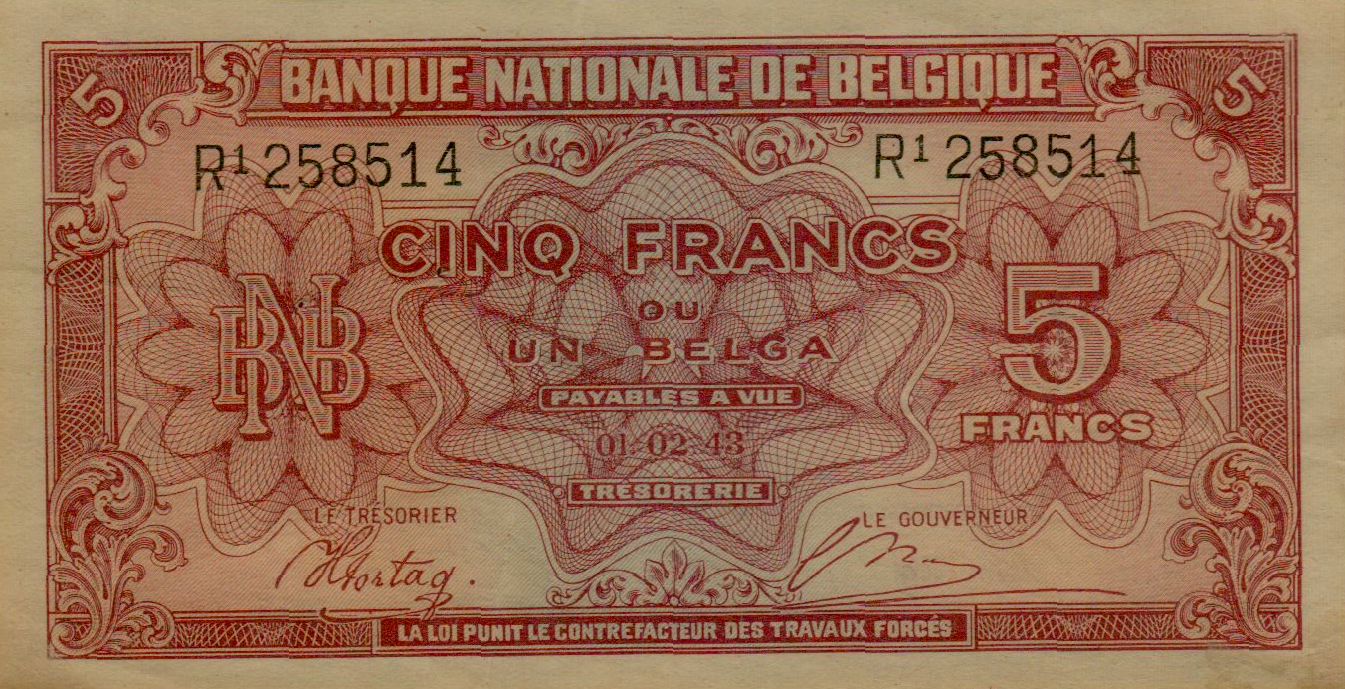 5 BANQUE NATIONALE DE BELGIQUE 5
R1 258514 R1 258514
CINQ FRANCS
OU
UN BELGA
BNB 5
PAYABLES A VUE
FRANCS
01-02-43
TRÉSORERIE
LE TRÉSORIER LE GOUVERNEUR
LA LOI PUNIT LE CONTREFACTEUR DES TRAVAUX FORCÉS